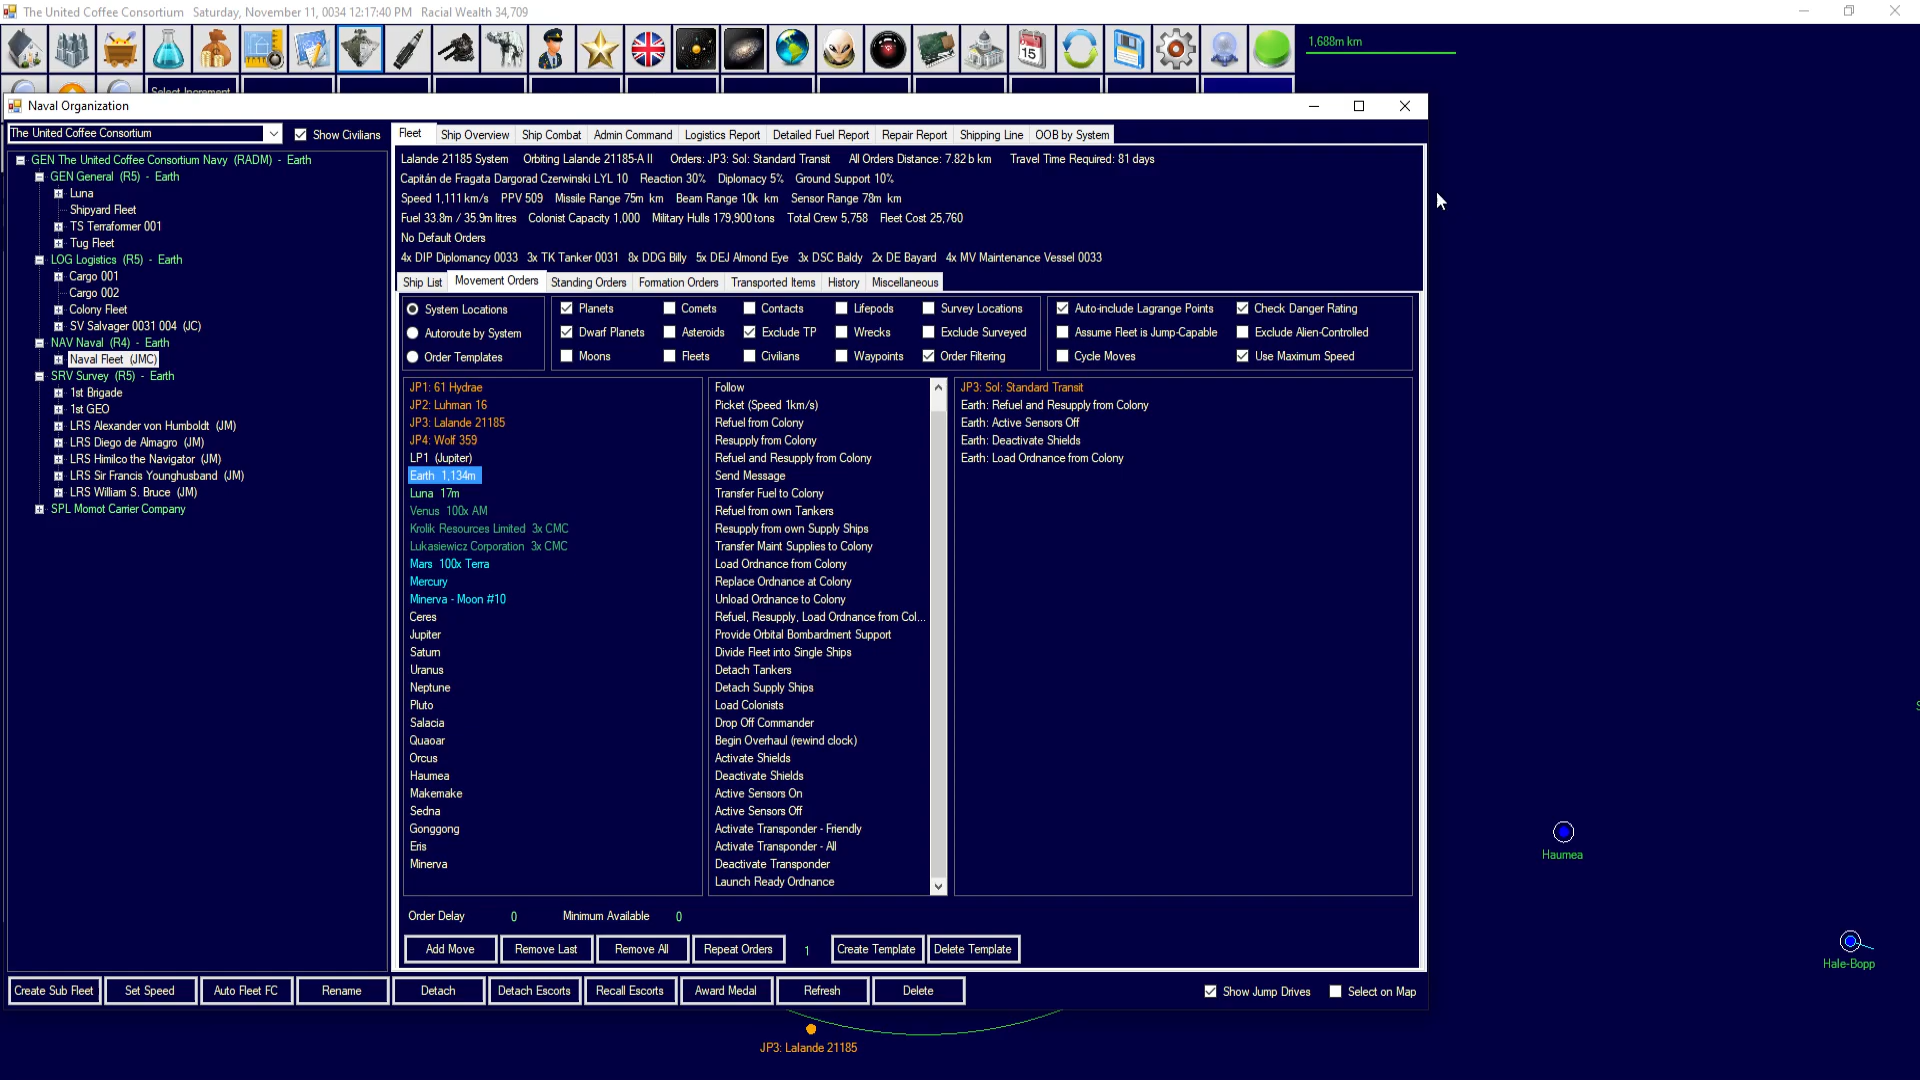 The United Coffee Consortium Saturday, November 11, 0034 12:17:40 PM Racial Wealth 34,709
1,688m km
Select Increment
Naval Organization
The United Coffee Consortium
Show Civilians
GEN The United Coffee Consortium Navy (RADM) - Earth
GEN General (R5) - Earth
Luna
Shipyard Fleet
TS Terraformer 001
Tug Fleet
LOG Logistics (R5) - Earth
Cargo 001
Cargo 002
Colony Fleet
SV Salvager 0031 004 (JC)
NAV Naval (R4) - Earth
Naval Fleet (JMC)
SRV Survey (R5) - Earth
1st Brigade
1st GEO
LRS Alexander von Humboldt (JM)
LRS Diego de Almagro (JM)
LRS Himilco the Navigator (JM)
LRS Sir Francis Younghusband (JM)
LRS William S. Bruce (JM)
SPL Momot Carrier Company
Fleet Ship Overview Ship Combat Admin Command Logistics Report Detailed Fuel Report Repair Report Shipping Line OOB by System
Lalande 21185 System Orbiting Lalande 21185-A II Orders: JP3: Sol: Standard Transit All Orders Distance: 7.82 b km Travel Time Required: 81 days
Capitán de Fragata Dargorad Czerwinski LYL 10 Reaction 30% Diplomacy 5% Ground Support 10%
Speed 1,111 km/s PPV 509 Missile Range 75m km Beam Range 10k km Sensor Range 78m km
Fuel 33.8m / 35.9m litres Colonist Capacity 1,000 Military Hulls 179,900 tons Total Crew 5,758 Fleet Cost 25,760
No Default Orders
4x DIP Diplomancy 0033 3x TK Tanker 0031 8x DDG Billy 5x DEJ Almond Eye 3x DSC Baldy 2x DE Bayard 4x MV Maintenance Vessel 0033
Ship List Movement Orders Standing Orders Formation Orders Transported Items History Miscellaneous
System Locations
Autoroute by System
Order Templates
Planets Comets Contacts Lifepods Survey Locations
Dwarf Planets Asteroids Exclude TP Wrecks Exclude Surveyed
Moons Fleets Civilians Waypoints Order Filtering
Auto-include Lagrange Points Check Danger Rating
Assume Fleet is Jump-Capable Exclude Alien-Controlled
Cycle Moves Use Maximum Speed
JP1: 61 Hydrae
JP2: Luhman 16
JP3: Lalande 21185
JP4: Wolf 359
LP1 (Jupiter)
Earth 1,134m
Luna 17m
Venus 100x AM
Krolik Resources Limited 3x CMC
Lukasiewicz Corporation 3x CMC
Mars 100x Terra
Mercury
Minerva - Moon #10
Ceres
Jupiter
Saturn
Uranus
Neptune
Pluto
Salacia
Quaoar
Orcus
Haumea
Makemake
Sedna
Gonggong
Eris
Minerva
Follow
Picket (Speed 1km/s)
Refuel from Colony
Resupply from Colony
Refuel and Resupply from Colony
Send Message
Transfer Fuel to Colony
Refuel from own Tankers
Resupply from own Supply Ships
Transfer Maint Supplies to Colony
Load Ordnance from Colony
Replace Ordnance at Colony
Unload Ordnance to Colony
Refuel, Resupply, Load Ordnance from Col...
Provide Orbital Bombardment Support
Divide Fleet into Single Ships
Detach Tankers
Detach Supply Ships
Load Colonists
Drop Off Commander
Begin Overhaul (rewind clock)
Activate Shields
Deactivate Shields
Active Sensors On
Active Sensors Off
Activate Transponder - Friendly
Activate Transponder - All
Deactivate Transponder
Launch Ready Ordnance
JP3: Sol: Standard Transit
Earth: Refuel and Resupply from Colony
Earth: Active Sensors Off
Earth: Deactivate Shields
Earth: Load Ordnance from Colony
Order Delay 0 Minimum Available 0
Add Move Remove Last Remove All Repeat Orders 1 Create Template Delete Template
Create Sub Fleet Set Speed Auto Fleet FC Rename Detach Detach Escorts Recall Escorts Award Medal Refresh Delete
Show Jump Drives Select on Map
Haumea
Hale-Bopp
JP3: Lalande 21185